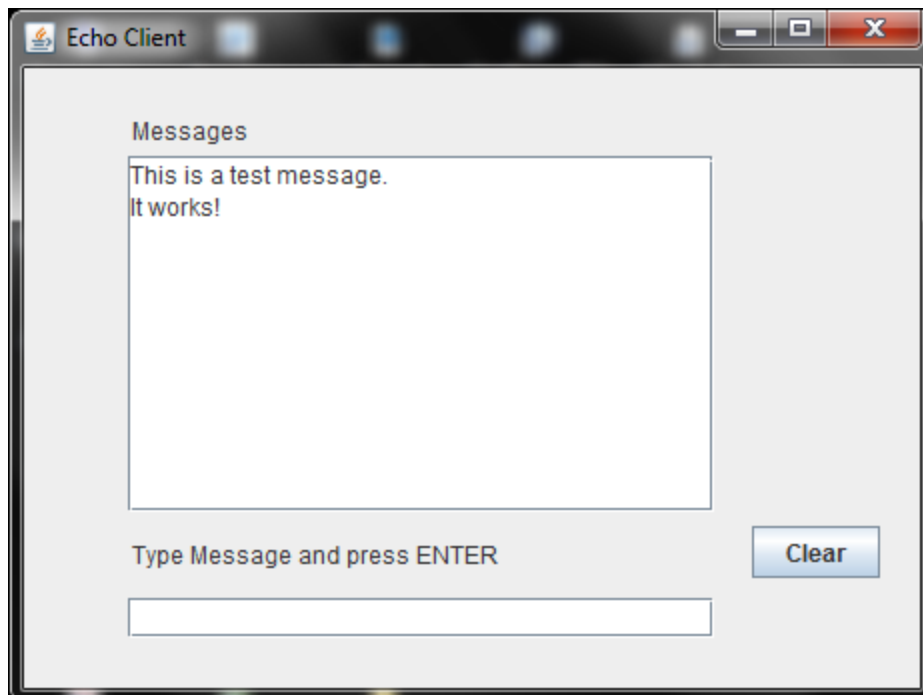 Echo Client
Messages
This is a test message.
It works!
Type Message and press ENTER
Clear